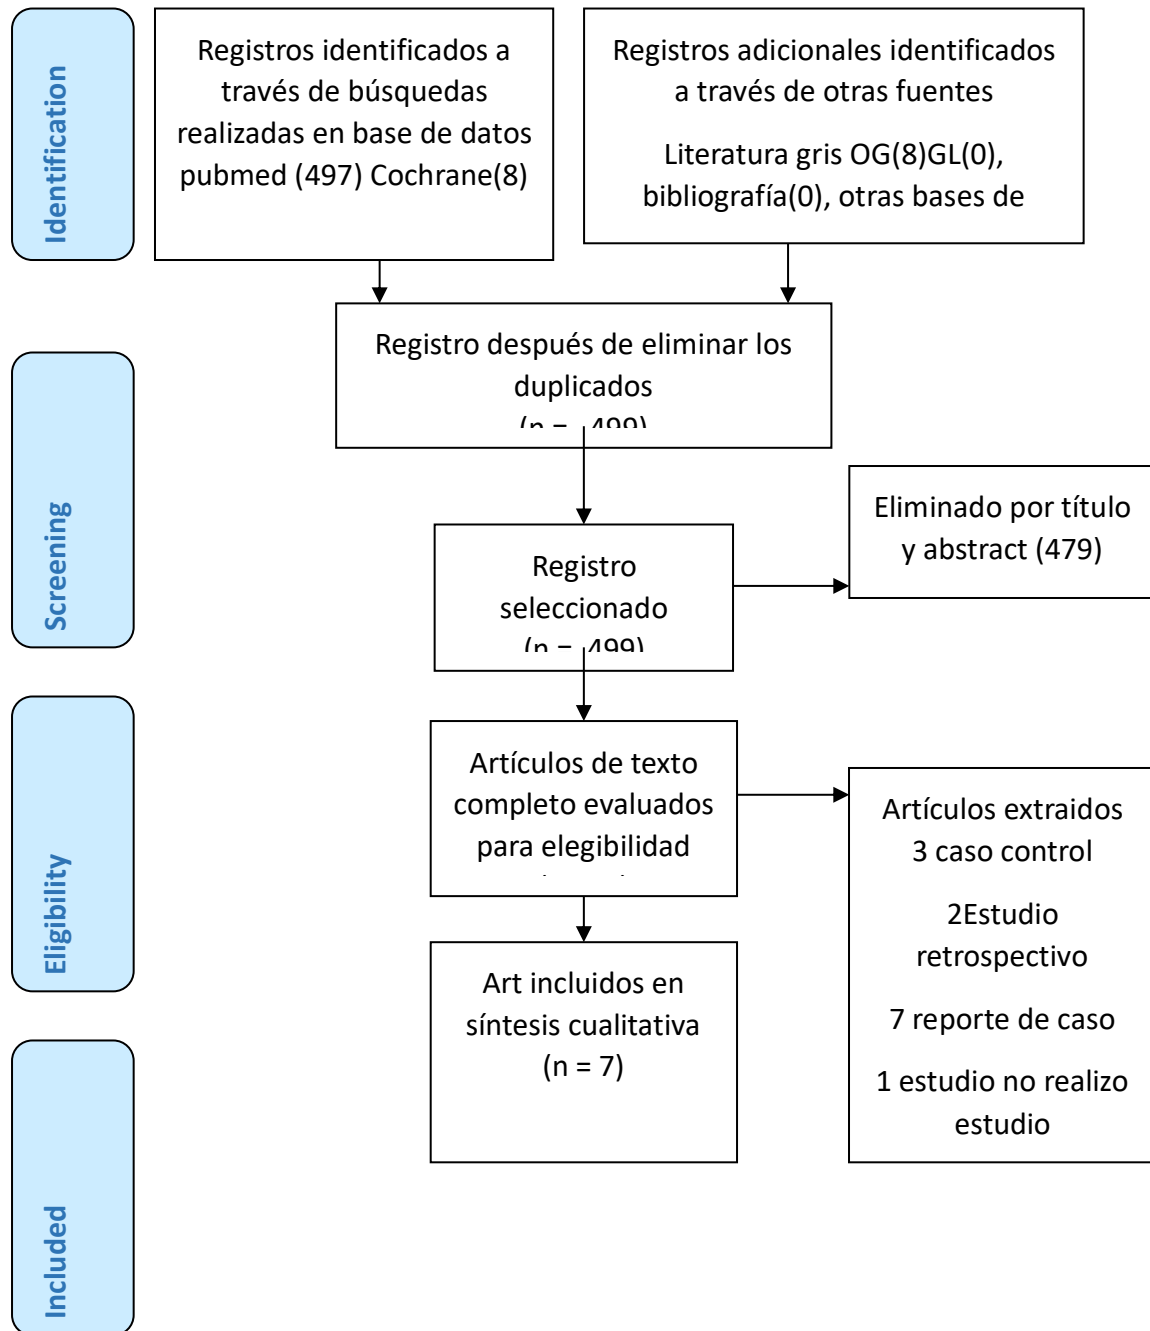 Identification
Registros identificados a
través de búsquedas
realizadas en base de datos
pubmed (497) Cochrane(8)
Registros adicionales identificados
a través de otras fuentes
Literatura gris OG(8)GL(0),
bibliografía(0), otras bases de
Registro después de eliminar los
duplicados
(n = 499)
Screening
Registro
seleccionado
(n = 499)
Eliminado por título
y abstract (479)
Eligibility
Artículos de texto
completo evaluados
para elegibilidad
Artículos extraidos
3 caso control
2Estudio
retrospectivo
7 reporte de caso
1 estudio no realizo
estudio
Art incluidos en
síntesis cualitativa
(n = 7)
Included